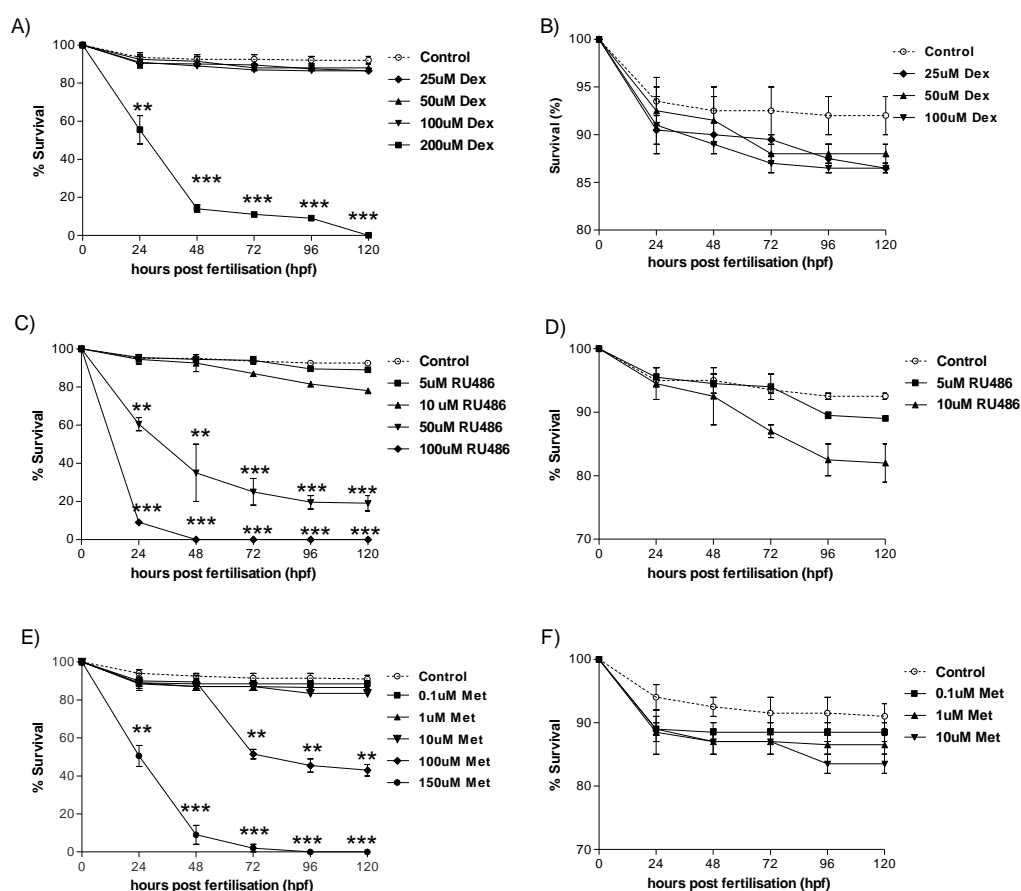 A)
% Survival
100
80
60
40
20
0
**
***
***
***
***
0 24 48 72 96 120
hours post fertilisation (hpf)
Control
25uM Dex
50uM Dex
100uM Dex
200uM Dex
B)
Survival (%)
100
95
90
85
80
0 24 48 72 96 120
hours post fertilisation (hpf)
Control
25uM Dex
50uM Dex
100uM Dex
C)
% Survival
100
80
60
40
20
0
**
**
***
***
***
***
***
***
***
***
0 24 48 72 96 120
hours post fertilisation (hpf)
Control
5uM RU486
10 uM RU486
50uM RU486
100uM RU486
D)
% Survival
100
90
80
70
0 24 48 72 96 120
hours post fertilisation (hpf)
Control
5uM RU486
10uM RU486
E)
% Survival
100
80
60
40
20
0
**
**
**
**
***
***
***
***
0 24 48 72 96 120
hours post fertilisation (hpf)
Control
0.1uM Met
1uM Met
10uM Met
100uM Met
150uM Met
F)
% Survival
100
90
80
70
0 24 48 72 96 120
hours post fertilisation (hpf)
Control
0.1uM Met
1uM Met
10uM Met